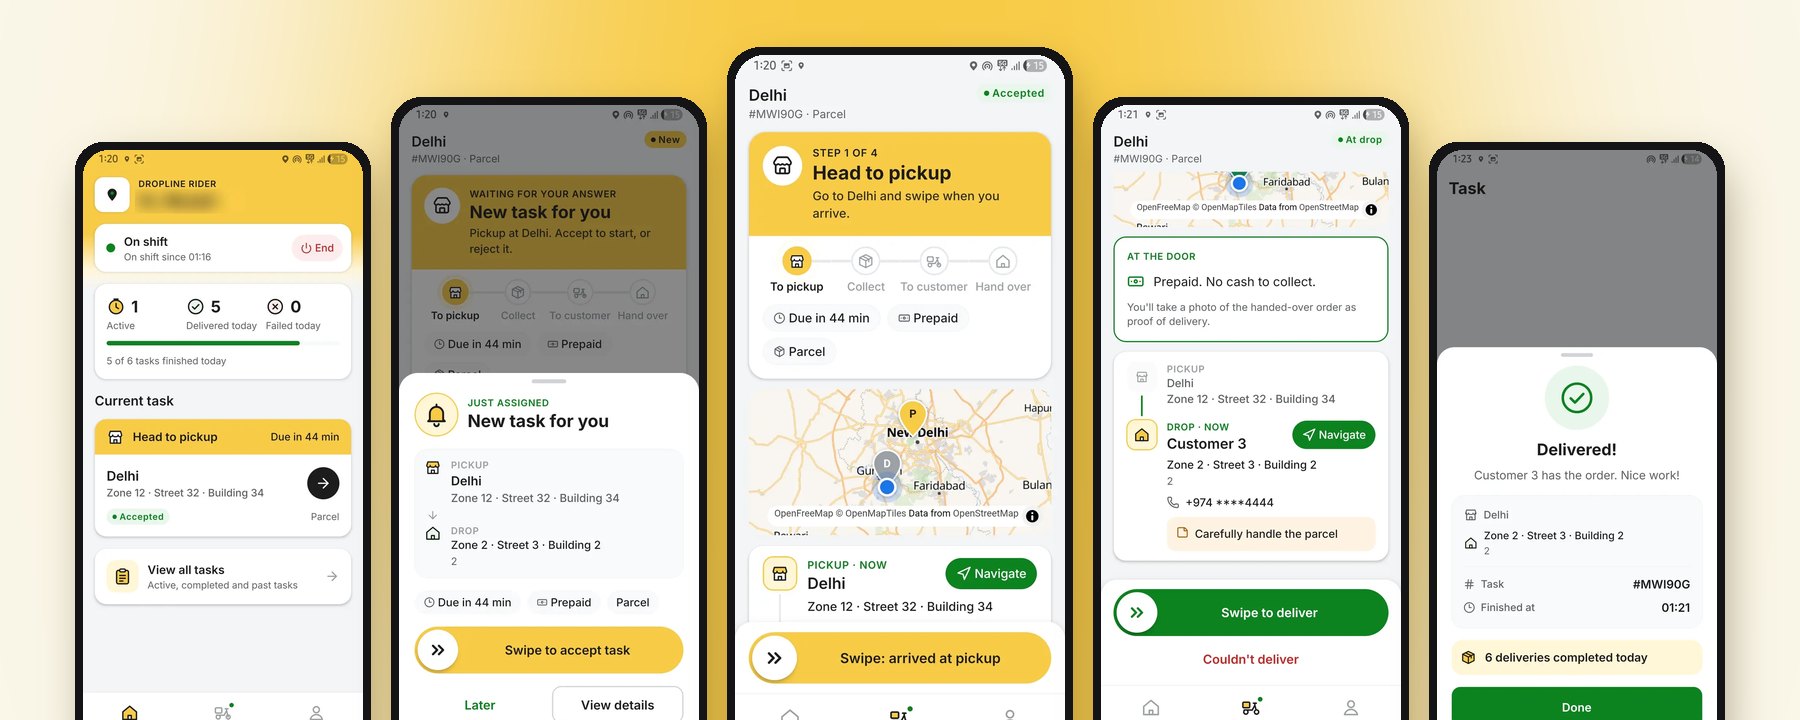 1:20
DROPLINE RIDER
On shift
On shift since 01:16
End
1
5
0
Active
Delivered today
Failed today
5 of 6 tasks finished today
Current task
Head to pickup
Due in 44 min
Delhi
Zone 12 · Street 32 · Building 34
Accepted
Parcel
View all tasks
Active, completed and past tasks
1:20
15
Delhi
New
#MWI90G · Parcel
WAITING FOR YOUR ANSWER
New task for you
Pickup at Delhi. Accept to start, or
reject it.
To pickup
Collect
To customer
Hand over
Due in 44 min
Prepaid
JUST ASSIGNED
New task for you
PICKUP
Delhi
Zone 12 · Street 32 · Building 34
DROP
Zone 2 · Street 3 · Building 2
2
Due in 44 min
Prepaid
Parcel
Swipe to accept task
Later
View details
1:20
15
Delhi
Accepted
#MWI90G · Parcel
STEP 1 OF 4
Head to pickup
Go to Delhi and swipe when you
arrive.
To pickup
Collect
To customer
Hand over
Due in 44 min
Prepaid
Parcel
Hapur
P
New Delhi
D
Faridabad
Bulan
OpenFreeMap © OpenMapTiles Data from OpenStreetMap
PICKUP · NOW
Delhi
Zone 12 · Street 32 · Building 34
Navigate
Swipe: arrived at pickup
1:21
15
Delhi
At drop
#MWI90G · Parcel
Faridabad
Bulan
OpenFreeMap © OpenMapTiles Data from OpenStreetMap
AT THE DOOR
Prepaid. No cash to collect.
You'll take a photo of the handed-over order as
proof of delivery.
PICKUP
Delhi
Zone 12 · Street 32 · Building 34
DROP · NOW
Customer 3
Navigate
Zone 2 · Street 3 · Building 2
2
+974 ****4444
Carefully handle the parcel
Swipe to deliver
Couldn't deliver
1:23
14
Task
Delivered!
Customer 3 has the order. Nice work!
Delhi
Zone 2 · Street 3 · Building 2
2
# Task
#MWI90G
Finished at
01:21
6 deliveries completed today
Done